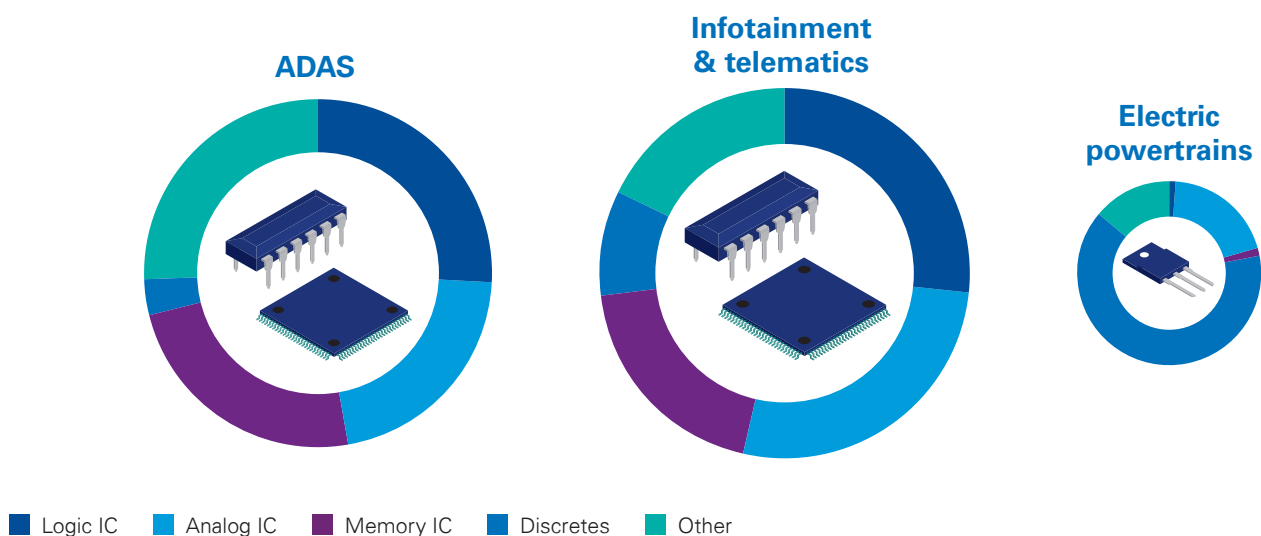 ADAS
Infotainment
& telematics
Electric
powertrains
Logic IC
Analog IC
Memory IC
Discretes
Other